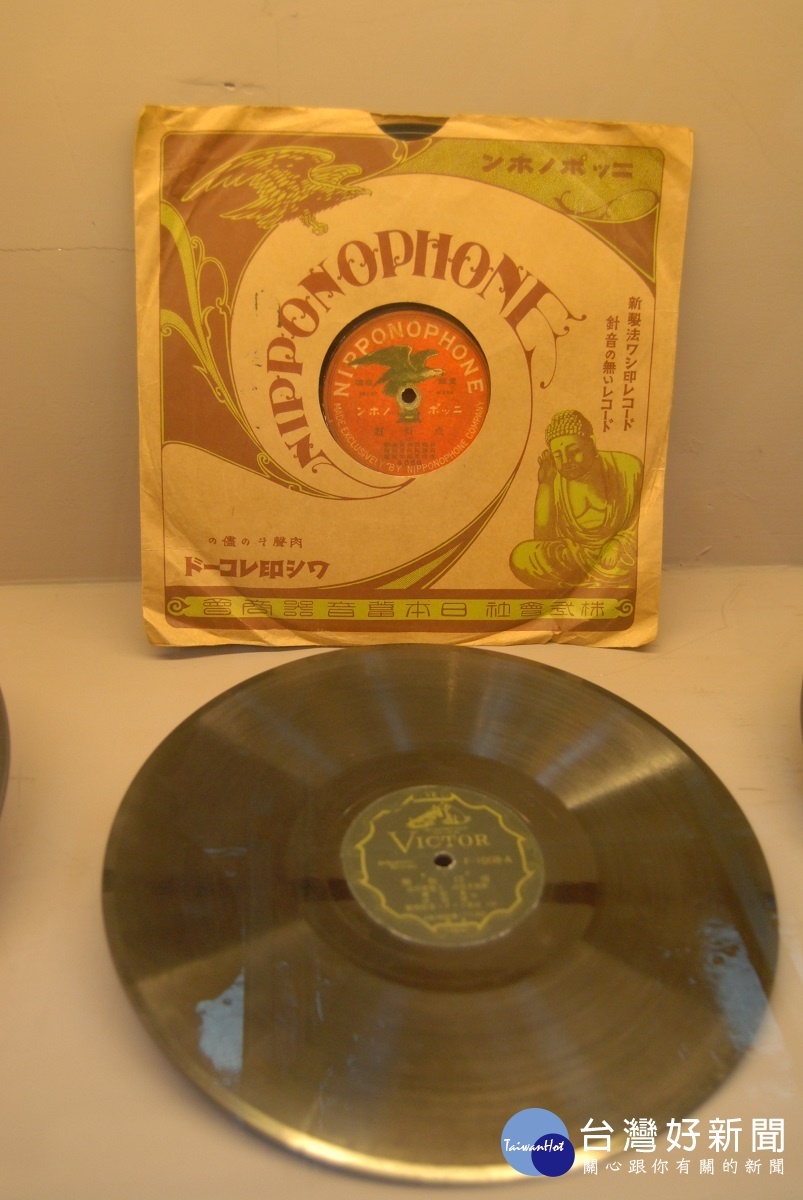 ニッポノホン
NIPPONOPHONE
新製法ワシ印レコード
針音の無いレコード
NIPPONOPHONE
ニッポノホン
MADE EXCLUSIVELY BY NIPPONOPHONE COMPANY
肉聲その儘の
ワシ印レコード
株式會社日本蓄音器商會
VICTOR
TaiwanHot
台灣好新聞
關心跟你有關的新聞